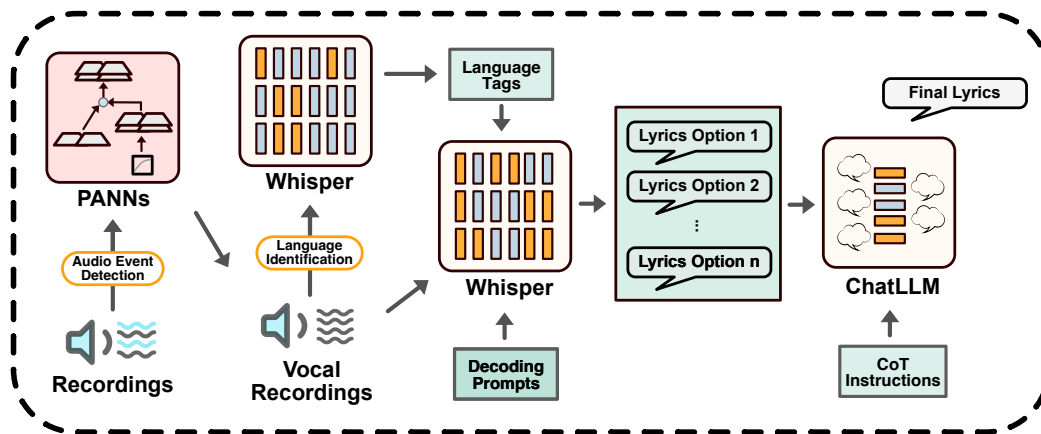 PANNs
Audio Event
Detection
Recordings
Whisper
Language
Identification
Vocal
Recordings
Language
Tags
Whisper
Decoding
Prompts
Lyrics Option 1
Lyrics Option 2
...
Lyrics Option n
Final Lyrics
ChatLLM
CoT
Instructions